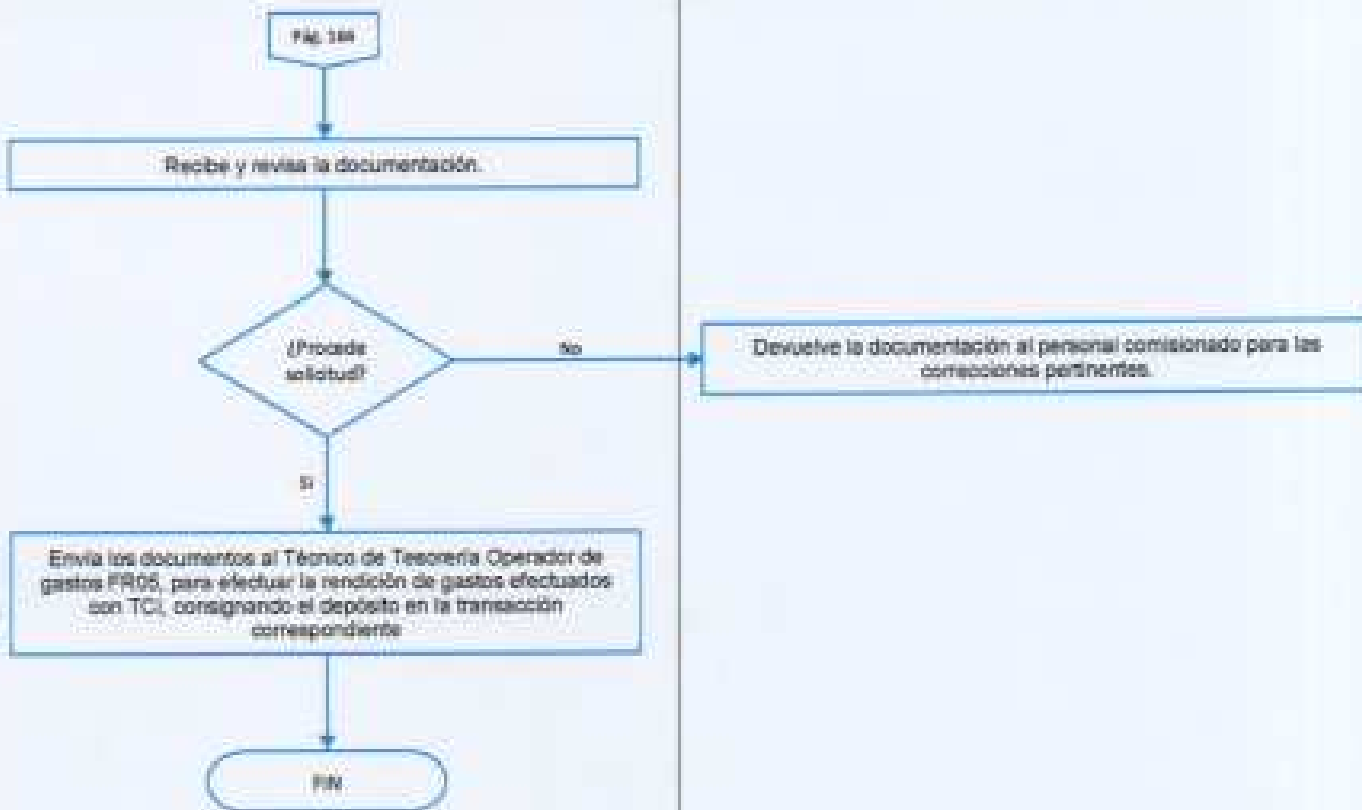 Pág.
Recibe y revisa la documentación.
¿Procede
solicitud?
No
Devuelve la documentación al personal comisionado para las
correcciones pertinentes.
Si
Envía los documentos al Técnico de Tesorería Operador de
gastos FR05, para efectuar la rendición de gastos efectuados
con TCI, consignando el depósito en la transacción
correspondiente
FIN